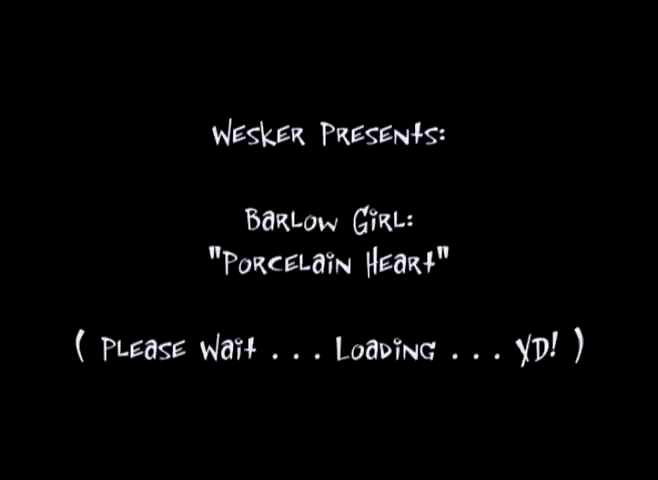 Wesker Presents:
Barlow Girl:
"Porcelain Heart"
( Please Wait . . . Loading . . . XD! )